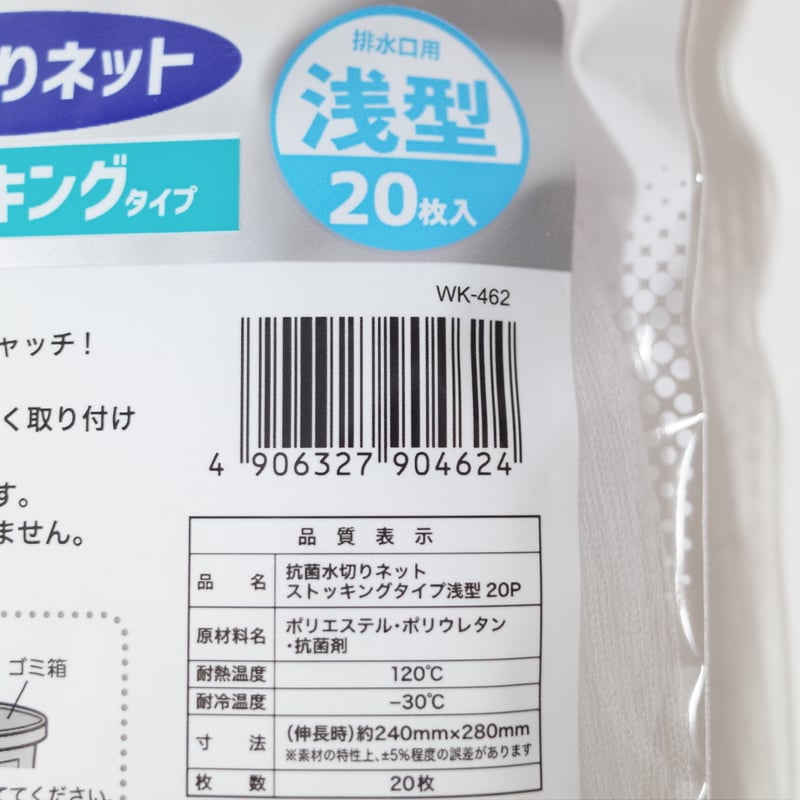 りネット
キングタイプ
排水口用
浅型
20枚入
WK-462
ャッチ！
く取り付け
す。
ません。
4 906327 904624
品質表示
品名 抗菌水切りネット
ストッキングタイプ浅型 20P
原材料名 ポリエステル・ポリウレタン
・抗菌剤
耐熱温度 120℃
耐冷温度 −30℃
寸法 (伸長時)約240mm×280mm
※素材の特性上、±5%程度の誤差があります
枚数 20枚
ゴミ箱
てください。